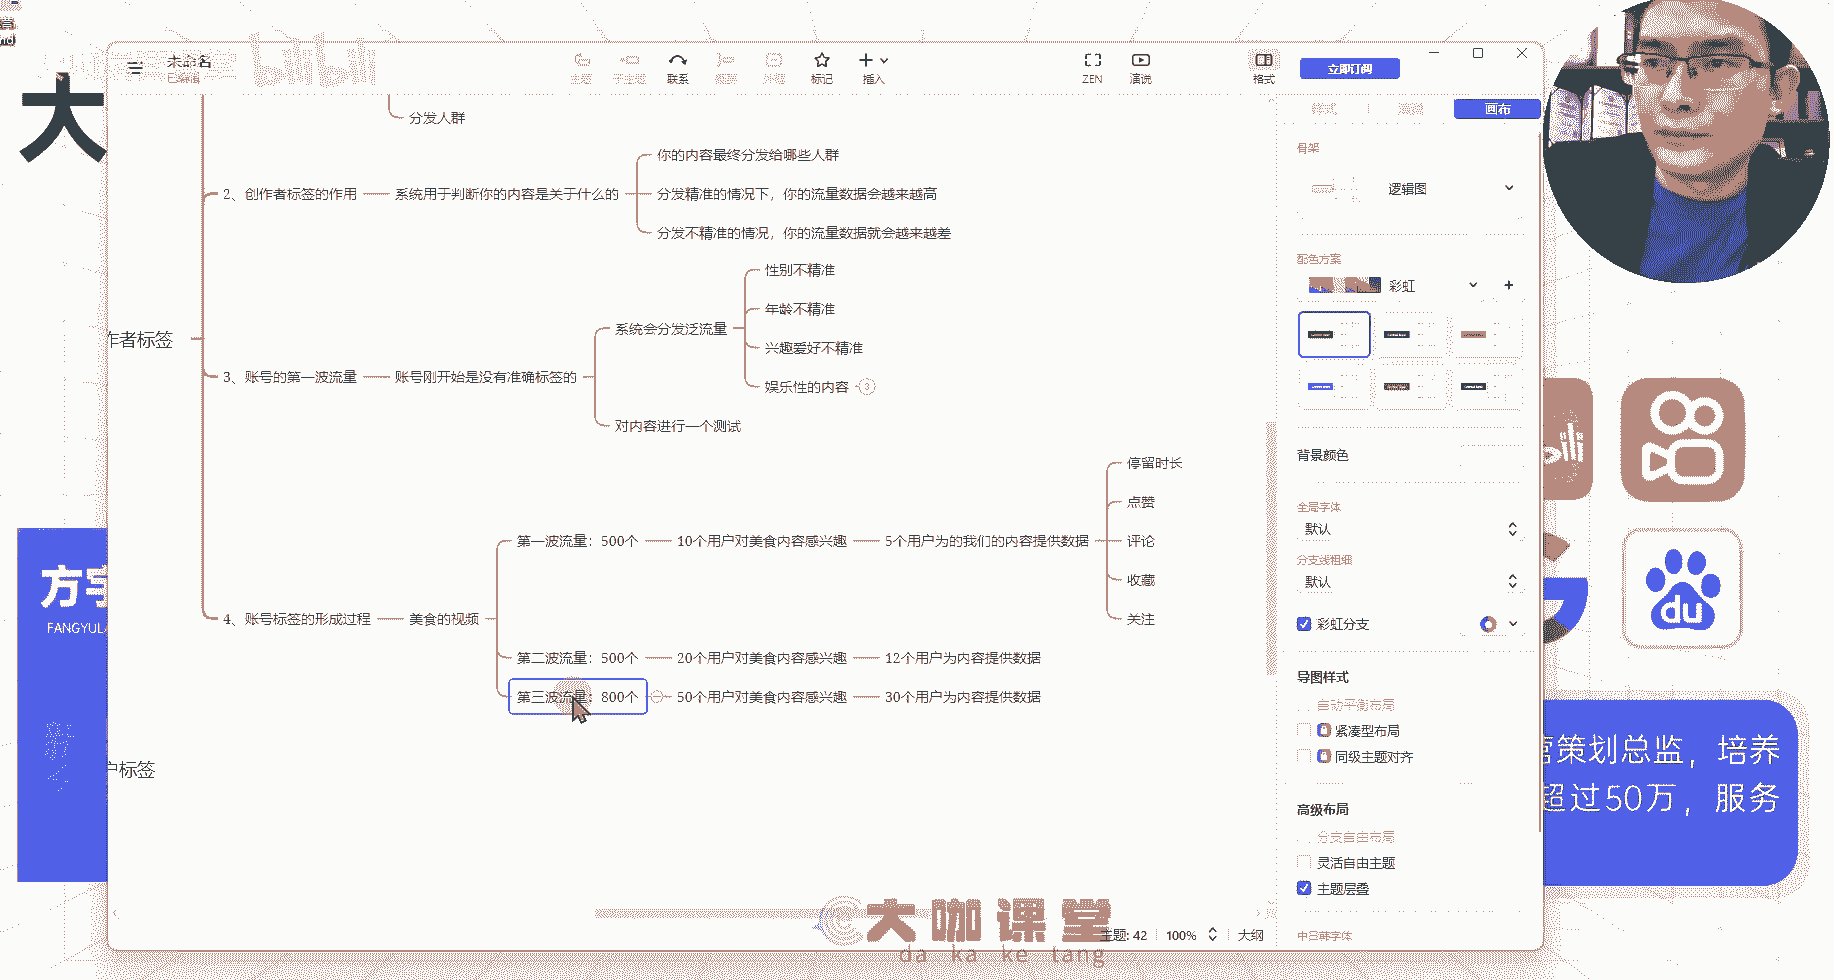 未命名
已编辑
bilibili
主题
子主题
联系
概要
外框
标记
插入
ZEN
演说
格式
立即订阅
大
样式
演说
画布
分发人群
骨架
逻辑图
你的内容最终分发给哪些人群
2、创作者标签的作用
系统用于判断你的内容是关于什么的
分发精准的情况下，你的流量数据会越来越高
分发不精准的情况，你的流量数据就会越来越差
配色方案
彩虹
性别不精准
年龄不精准
系统会分发泛流量
兴趣爱好不精准
作者标签
3、账号的第一波流量
账号刚开始是没有准确标签的
娱乐性的内容
3
对内容进行一个测试
背景颜色
停留时长
点赞
全局字体
默认
第一波流量：500个
10个用户对美食内容感兴趣
5个用户为的我们的内容提供数据
评论
分支线粗细
默认
收藏
4、账号标签的形成过程
美食的视频
关注
彩虹分支
第二波流量：500个
20个用户对美食内容感兴趣
12个用户为内容提供数据
第三波流量：800个
50个用户对美食内容感兴趣
30个用户为内容提供数据
导图样式
自动平衡布局
紧凑型布局
同级主题对齐
户标签
高级布局
分支自由布局
灵活自由主题
主题层叠
中日韩字体
方宇
FANGYUL
du
营策划总监，培养
超过50万，服务
大咖课堂
da ka ke tang
主题: 42
100%
大纲